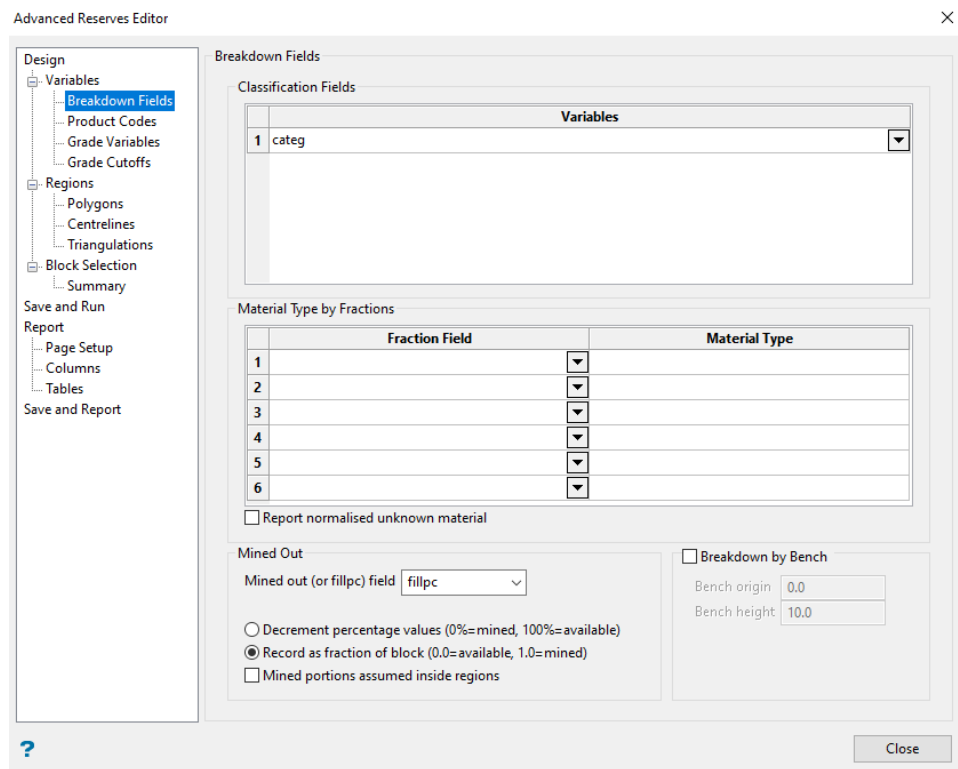 Advanced Reserves Editor
Design
Variables
Breakdown Fields
Product Codes
Grade Variables
Grade Cutoffs
Regions
Polygons
Centrelines
Triangulations
Block Selection
Summary
Save and Run
Report
Page Setup
Columns
Tables
Save and Report
Breakdown Fields
Classification Fields
Variables
1 categ
Material Type by Fractions
Fraction Field Material Type
1
2
3
4
5
6
Report normalised unknown material
Mined Out
Mined out (or fillpc) field fillpc
Decrement percentage values (0%=mined, 100%=available)
Record as fraction of block (0.0=available, 1.0=mined)
Mined portions assumed inside regions
Breakdown by Bench
Bench origin 0.0
Bench height 10.0
?
Close